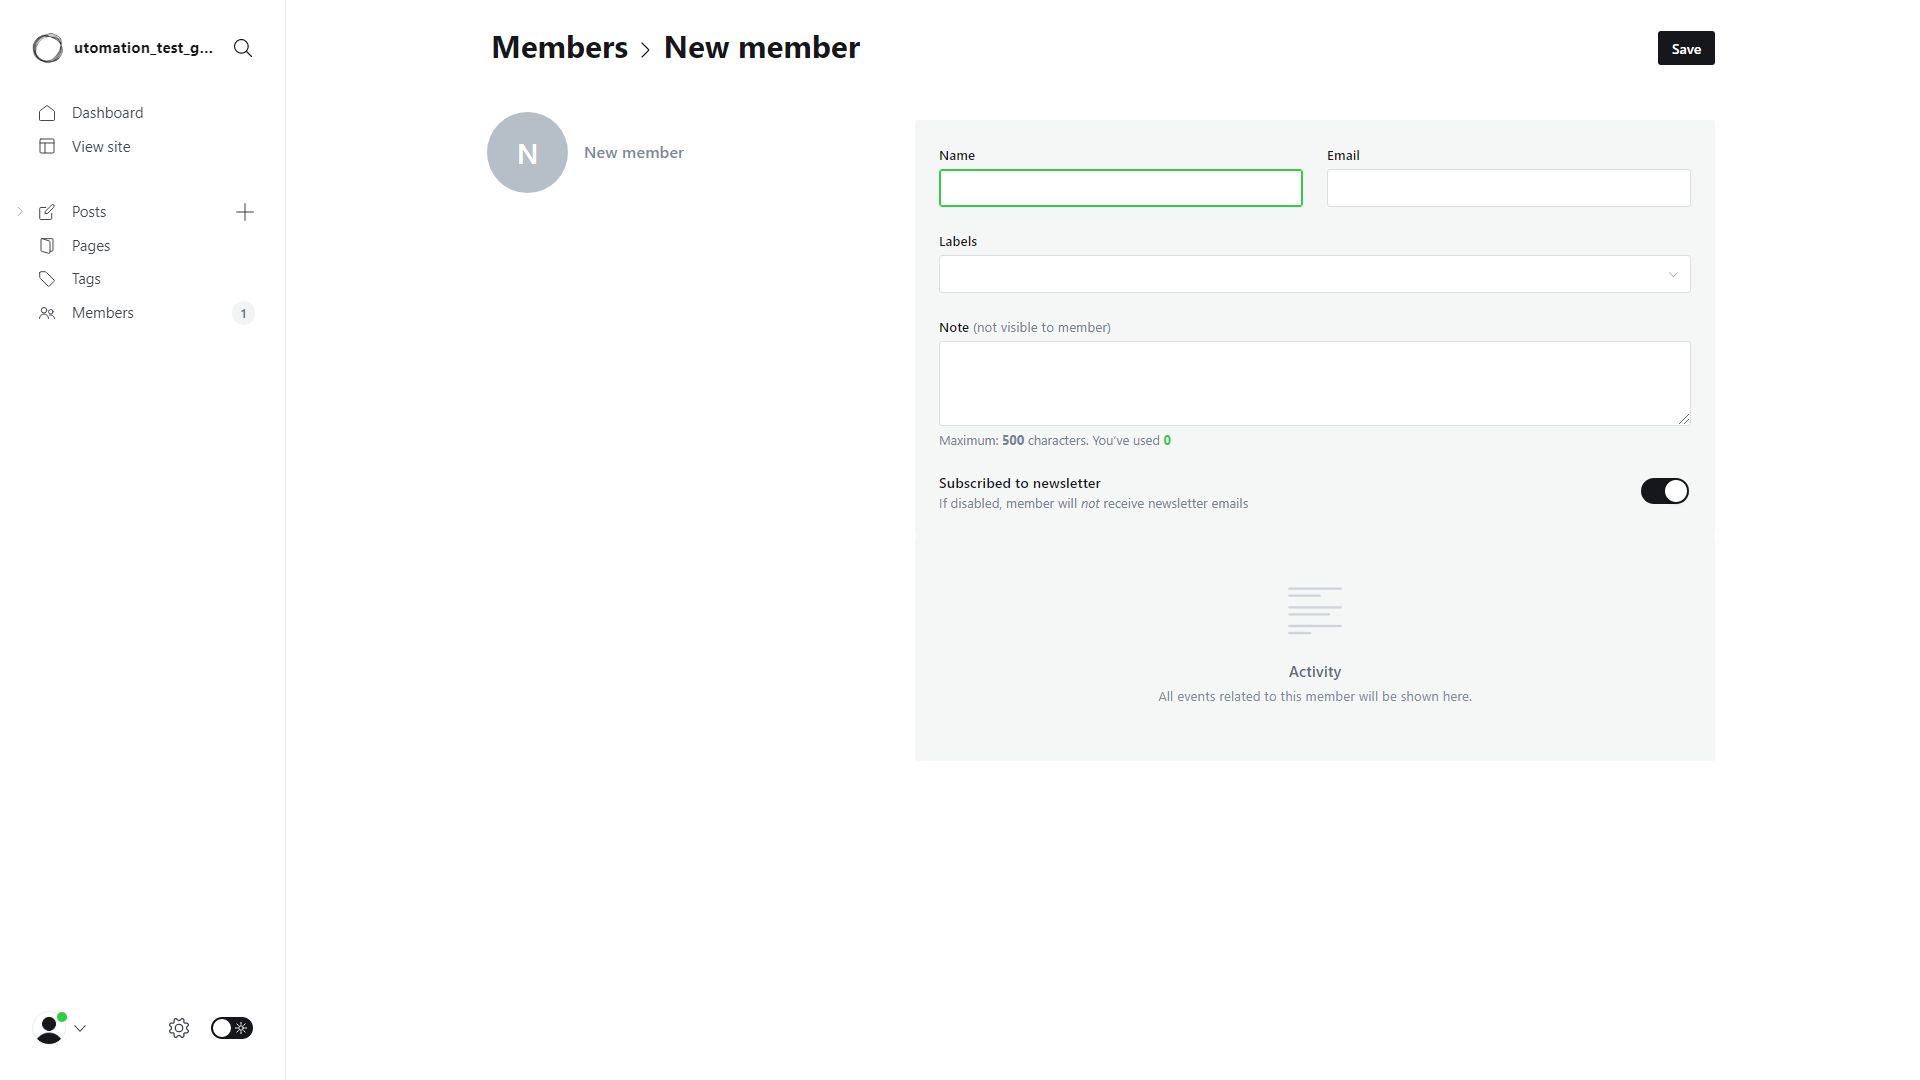 utomation_test_g...
Dashboard
View site
Posts
Pages
Tags
Members
1
Members
New member
Save
N
New member
Name
Email
Labels
Note (not visible to member)
Maximum: 500 characters. You've used 0
Subscribed to newsletter
If disabled, member will not receive newsletter emails
Activity
All events related to this member will be shown here.